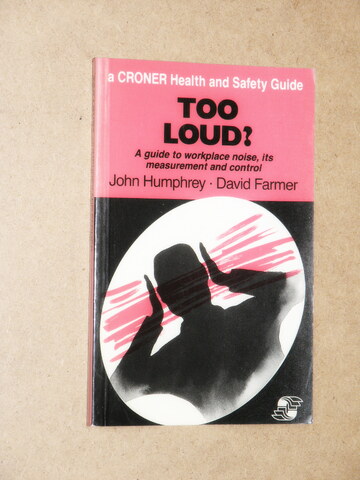 a CRONER Health and Safety Guide
TOO
LOUD?
A guide to workplace noise, its
measurement and control
John Humphrey · David Farmer